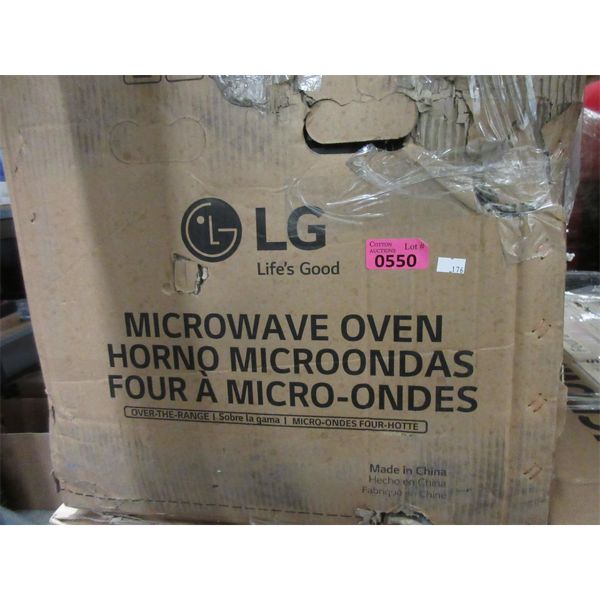 LG
Life's Good
COTTON AUCTIONS Lot #
0550
.176
MICROWAVE OVEN
HORNO MICROONDAS
FOUR À MICRO-ONDES
OVER-THE-RANGE | Sobre la gama | MICRO-ONDES FOUR-HOTTE
Made in China
Hecho en China
Fabriqué en Chine